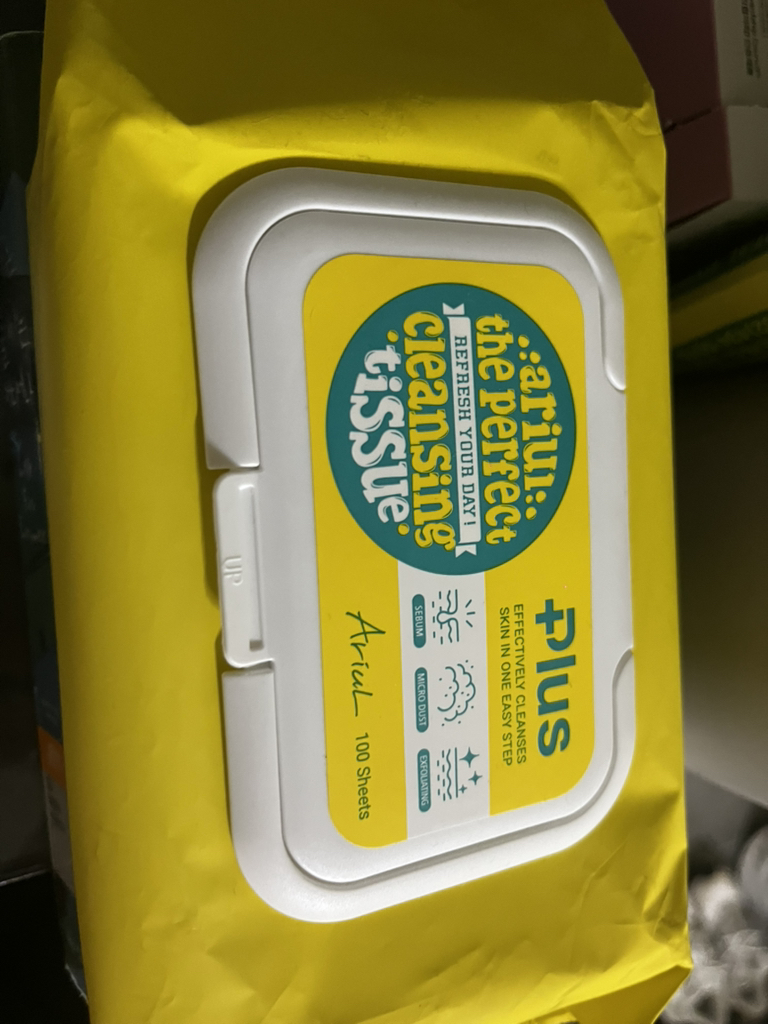 ariul
the perfect
REFRESH YOUR DAY!
cleansing
tissue
Plus
EFFECTIVELY CLEANSES
SKIN IN ONE EASY STEP
SEBUM
MICRO DUST
EXFOLIATING
Ariul 100 Sheets
UP